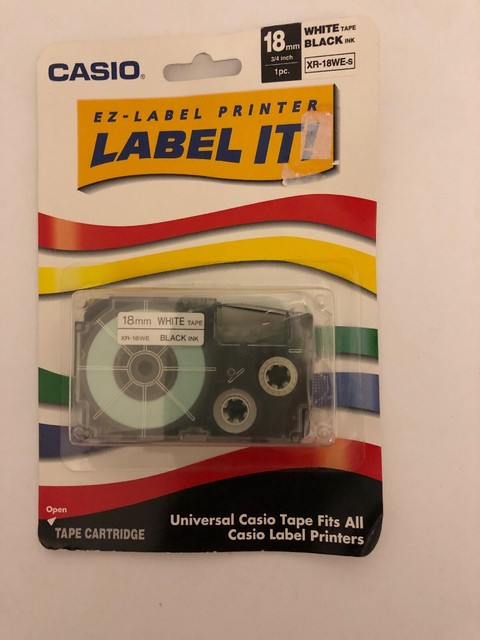 CASIO®
18mm
3/4 inch
1pc.
WHITE TAPE
BLACK INK
XR-18WE-S
EZ-LABEL PRINTER
LABEL IT!
18mm WHITE TAPE
XR-18WE BLACK INK
Open
TAPE CARTRIDGE
Universal Casio Tape Fits All
Casio Label Printers